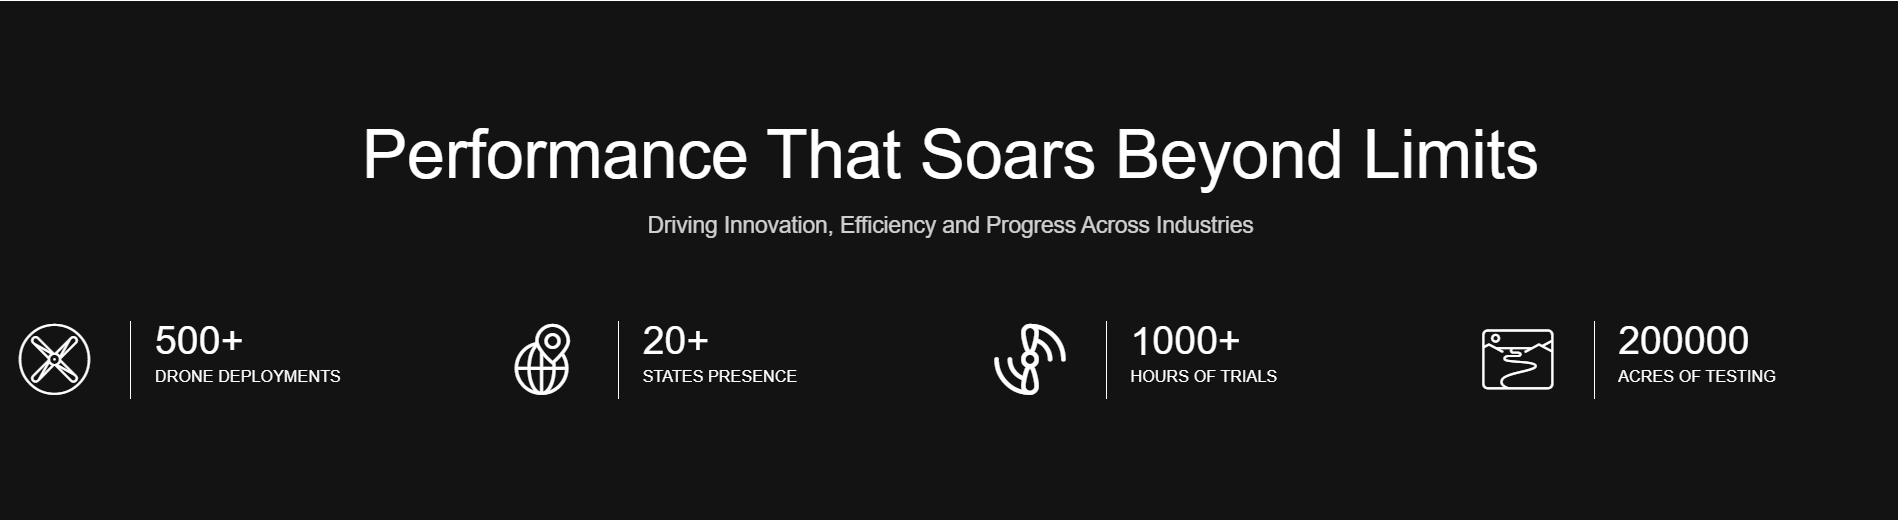 Performance That Soars Beyond Limits
Driving Innovation, Efficiency and Progress Across Industries
500+
DRONE DEPLOYMENTS
20+
STATES PRESENCE
1000+
HOURS OF TRIALS
200000
ACRES OF TESTING